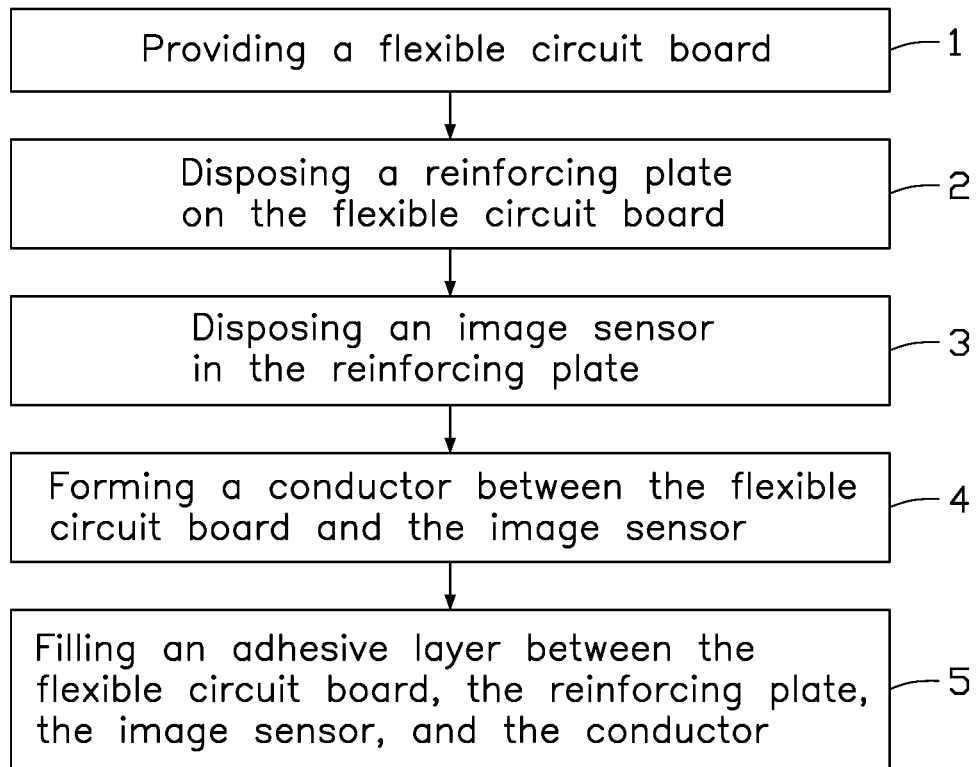 Providing a flexible circuit board
1
Disposing a reinforcing plate
on the flexible circuit board
2
Disposing an image sensor
in the reinforcing plate
3
Forming a conductor between the flexible
circuit board and the image sensor
4
Filling an adhesive layer between the
flexible circuit board, the reinforcing plate,
the image sensor, and the conductor
5